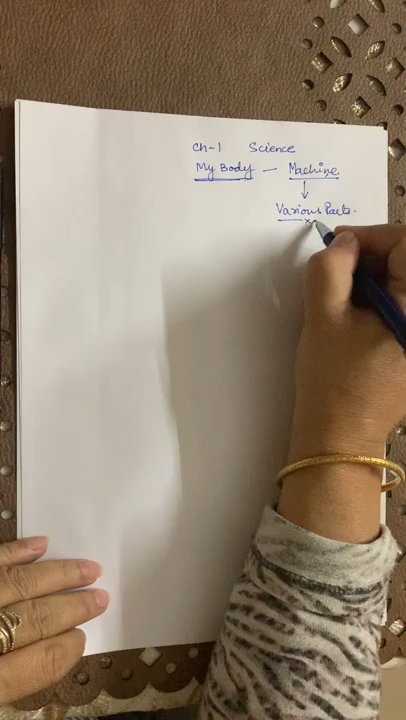 Ch-1 Science
My Body — Machine
↓
Various Parts.